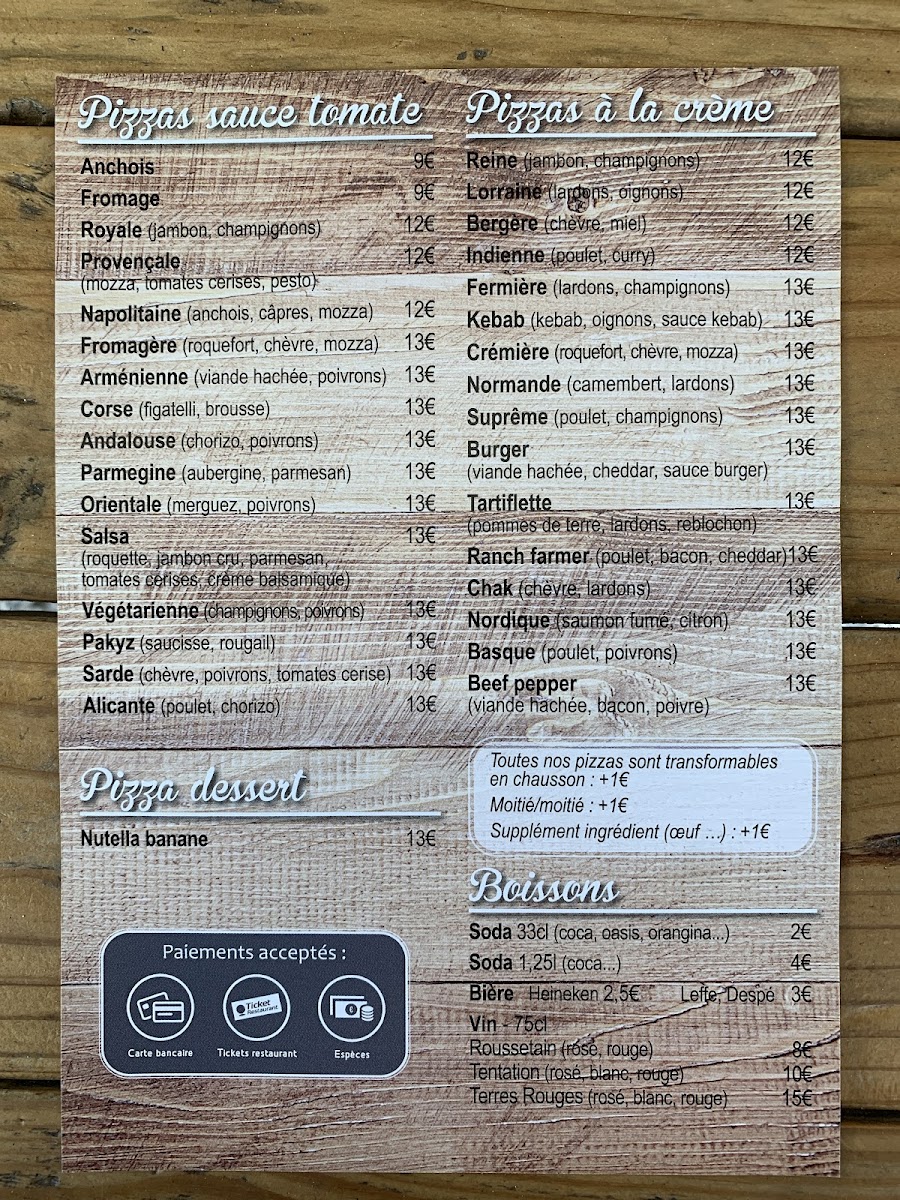 Pizzas sauce tomate
Anchois 9€
Fromage 9€
Royale (jambon, champignons) 12€
Provençale 12€
(mozza, tomates cerises, pesto)
Napolitaine (anchois, câpres, mozza) 12€
Fromagère (roquefort, chèvre, mozza) 13€
Arménienne (viande hachée, poivrons) 13€
Corse (figatelli, brousse) 13€
Andalouse (chorizo, poivrons) 13€
Parmegine (aubergine, parmesan) 13€
Orientale (merguez, poivrons) 13€
Salsa 13€
(roquette, jambon cru, parmesan,
tomates cerises, crème balsamique)
Végétarienne (champignons, poivrons) 13€
Pakyz (saucisse, rougail) 13€
Sarde (chèvre, poivrons, tomates cerise) 13€
Alicante (poulet, chorizo) 13€
Pizza dessert
Nutella banane 13€
Paiements acceptés :
Ticket
Restaurant
Carte bancaire Tickets restaurant Espèces
Pizzas à la crème
Reine (jambon, champignons) 12€
Lorraine (lardons, oignons) 12€
Bergère (chèvre, miel) 12€
Indienne (poulet, curry) 12€
Fermière (lardons, champignons) 13€
Kebab (kebab, oignons, sauce kebab) 13€
Crémière (roquefort, chèvre, mozza) 13€
Normande (camembert, lardons) 13€
Suprême (poulet, champignons) 13€
Burger 13€
(viande hachée, cheddar, sauce burger)
Tartiflette 13€
(pommes de terre, lardons, reblochon)
Ranch farmer (poulet, bacon, cheddar) 13€
Chak (chèvre, lardons) 13€
Nordique (saumon fumé, citron) 13€
Basque (poulet, poivrons) 13€
Beef pepper 13€
(viande hachée, bacon, poivre)
Toutes nos pizzas sont transformables
en chausson : +1€
Moitié/moitié : +1€
Supplément ingrédient (œuf ...) : +1€
Boissons
Soda 33cl (coca, oasis, orangina...) 2€
Soda 1,25l (coca...) 4€
Bière Heineken 2,5€ Leffe, Despé 3€
Vin - 75cl
Roussetain (rosé, rouge) 8€
Tentation (rosé, blanc, rouge) 10€
Terres Rouges (rosé, blanc, rouge) 15€